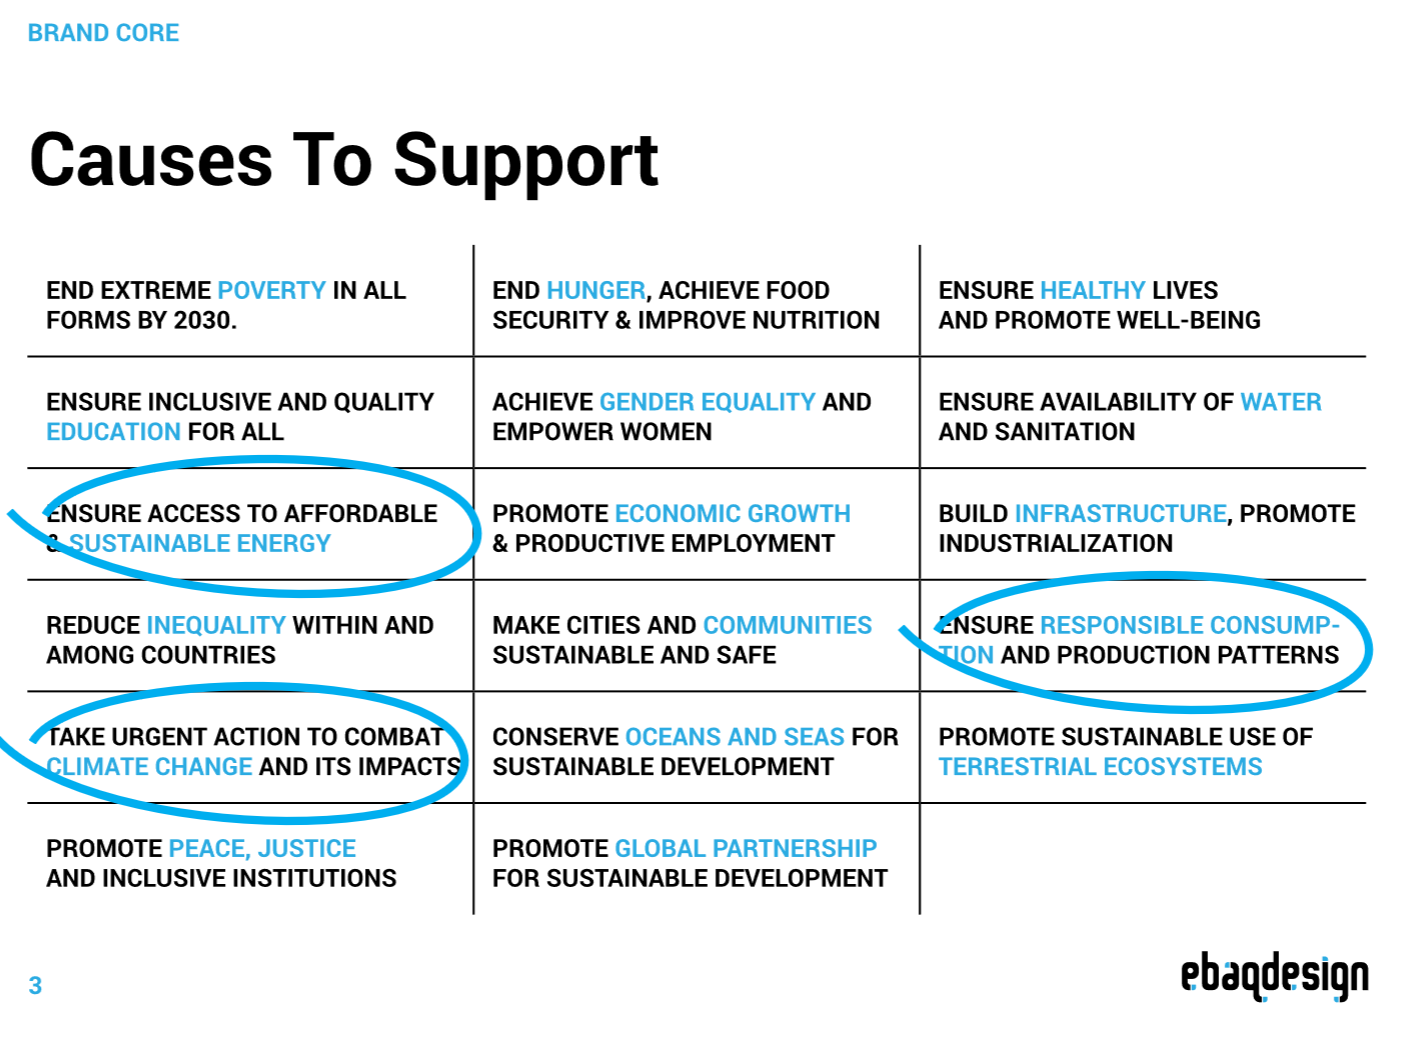 BRAND CORE
Causes To Support
END EXTREME POVERTY IN ALL
FORMS BY 2030.
END HUNGER, ACHIEVE FOOD
SECURITY & IMPROVE NUTRITION
ENSURE HEALTHY LIVES
AND PROMOTE WELL-BEING
ENSURE INCLUSIVE AND QUALITY
EDUCATION FOR ALL
ACHIEVE GENDER EQUALITY AND
EMPOWER WOMEN
ENSURE AVAILABILITY OF WATER
AND SANITATION
ENSURE ACCESS TO AFFORDABLE
& SUSTAINABLE ENERGY
PROMOTE ECONOMIC GROWTH
& PRODUCTIVE EMPLOYMENT
BUILD INFRASTRUCTURE, PROMOTE
INDUSTRIALIZATION
REDUCE INEQUALITY WITHIN AND
AMONG COUNTRIES
MAKE CITIES AND COMMUNITIES
SUSTAINABLE AND SAFE
ENSURE RESPONSIBLE CONSUMP-
TION AND PRODUCTION PATTERNS
TAKE URGENT ACTION TO COMBAT
CLIMATE CHANGE AND ITS IMPACTS
CONSERVE OCEANS AND SEAS FOR
SUSTAINABLE DEVELOPMENT
PROMOTE SUSTAINABLE USE OF
TERRESTRIAL ECOSYSTEMS
PROMOTE PEACE, JUSTICE
AND INCLUSIVE INSTITUTIONS
PROMOTE GLOBAL PARTNERSHIP
FOR SUSTAINABLE DEVELOPMENT
3
ebaqdesign